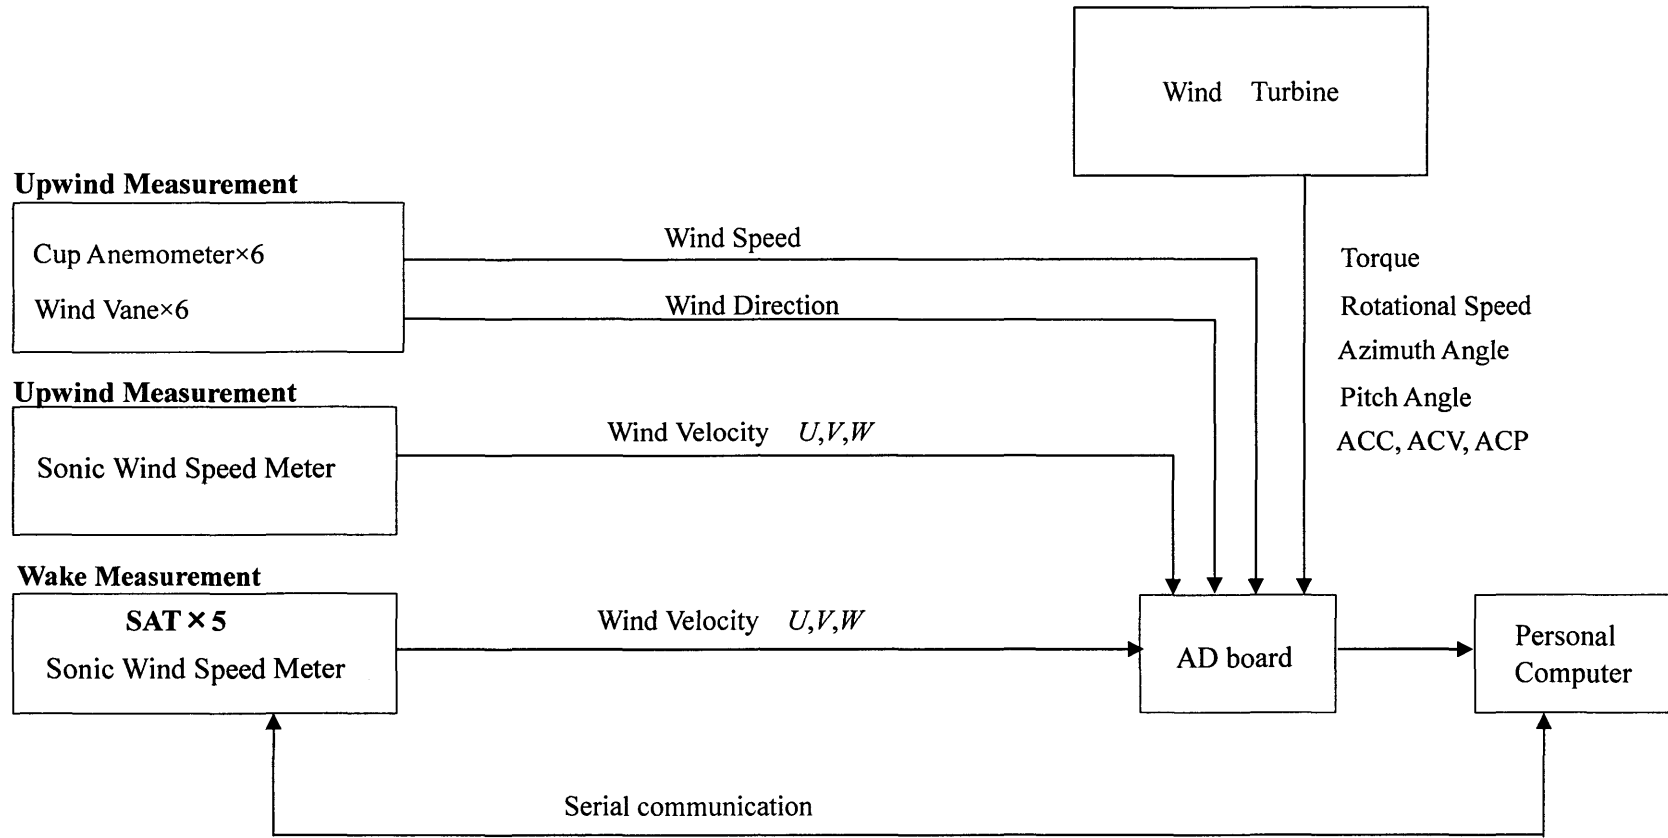 Wind Turbine
Upwind Measurement
Cup Anemometer×6
Wind Vane×6
Wind Speed
Wind Direction
Torque
Rotational Speed
Azimuth Angle
Pitch Angle
ACC, ACV, ACP
Upwind Measurement
Sonic Wind Speed Meter
Wind Velocity U,V,W
Wake Measurement
SAT×5
Sonic Wind Speed Meter
Wind Velocity U,V,W
AD board
Personal
Computer
Serial communication